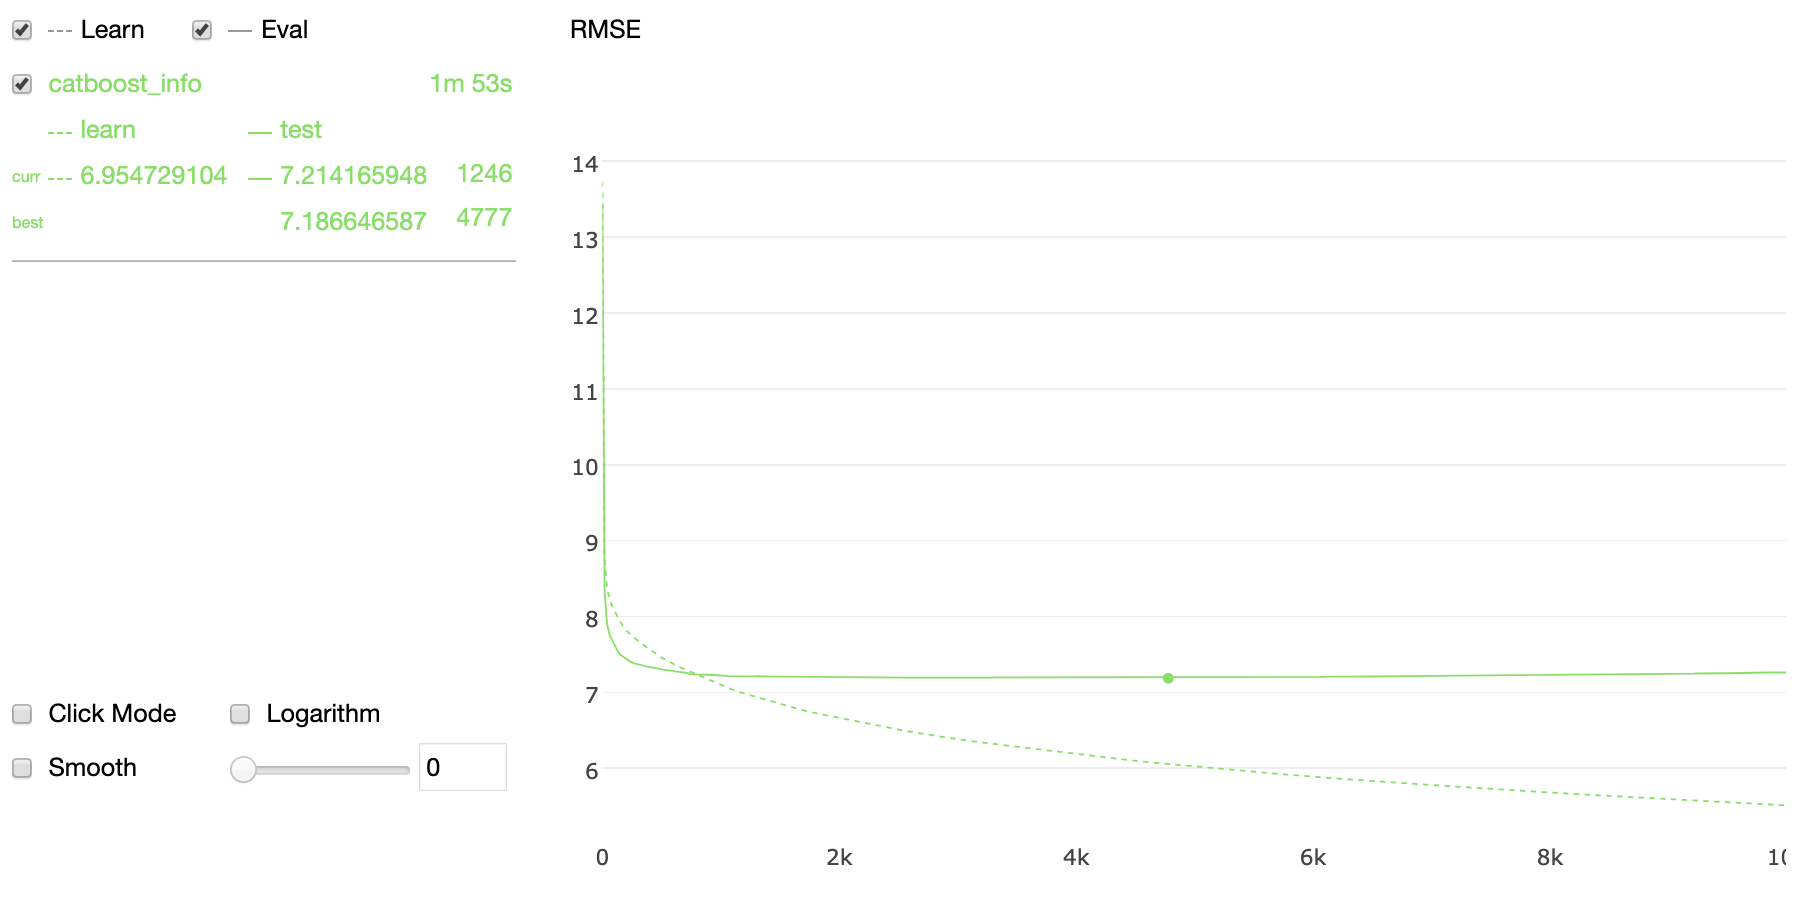 Learn Eval
catboost_info 1m 53s
learn test
curr 6.954729104 7.214165948 1246
best 7.186646587 4777
Click Mode Logarithm
Smooth 0
RMSE
14
13
12
11
10
9
8
7
6
0 2k 4k 6k 8k